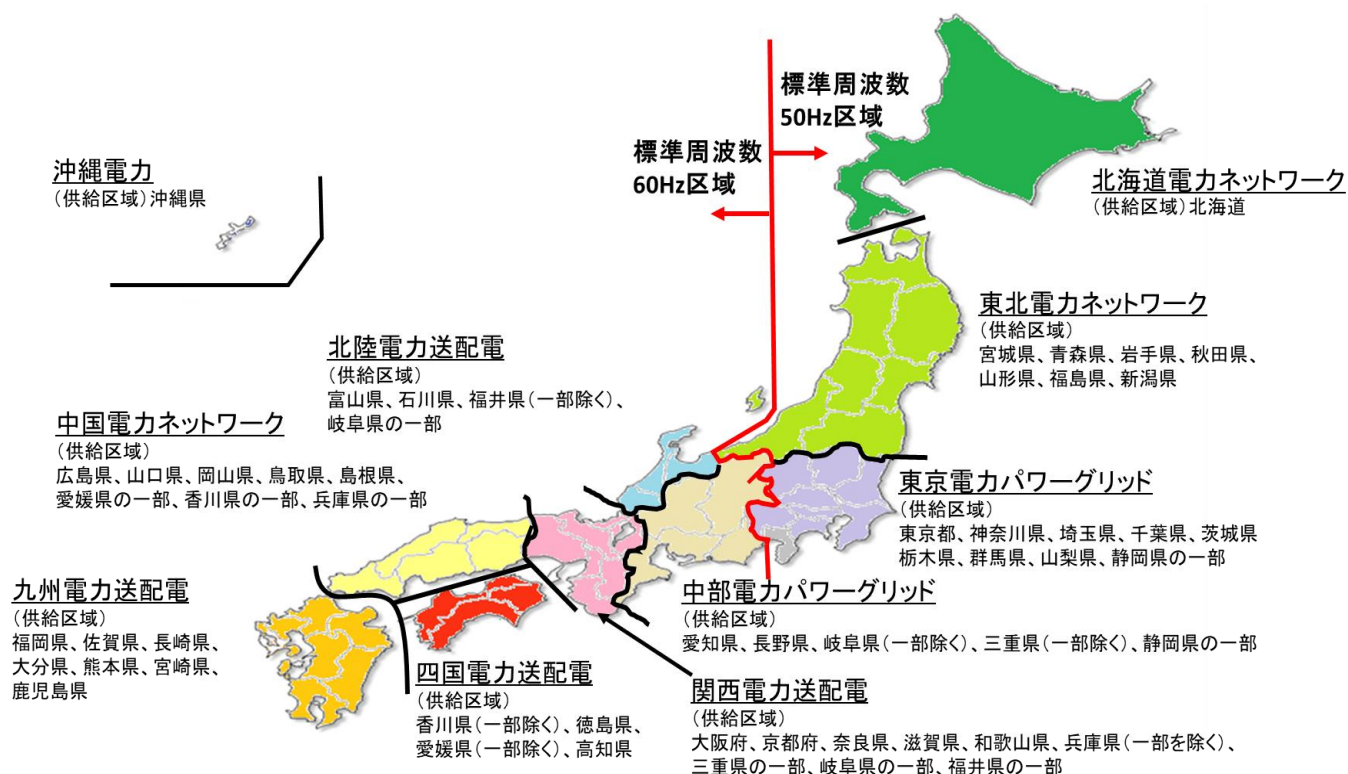 標準周波数
50Hz区域
標準周波数
60Hz区域
沖縄電力
(供給区域)沖縄県
北海道電力ネットワーク
(供給区域)北海道
東北電力ネットワーク
(供給区域)
宮城県、青森県、岩手県、秋田県、
山形県、福島県、新潟県
北陸電力送配電
(供給区域)
富山県、石川県、福井県(一部除く)、
岐阜県の一部
中国電力ネットワーク
(供給区域)
広島県、山口県、岡山県、鳥取県、島根県、
愛媛県の一部、香川県の一部、兵庫県の一部
東京電力パワーグリッド
(供給区域)
東京都、神奈川県、埼玉県、千葉県、茨城県
栃木県、群馬県、山梨県、静岡県の一部
九州電力送配電
(供給区域)
福岡県、佐賀県、長崎県、
大分県、熊本県、宮崎県、
鹿児島県
中部電力パワーグリッド
(供給区域)
愛知県、長野県、岐阜県(一部除く)、三重県(一部除く)、静岡県の一部
四国電力送配電
(供給区域)
香川県(一部除く)、徳島県、
愛媛県(一部除く)、高知県
関西電力送配電
(供給区域)
大阪府、京都府、奈良県、滋賀県、和歌山県、兵庫県(一部を除く)、
三重県の一部、岐阜県の一部、福井県の一部